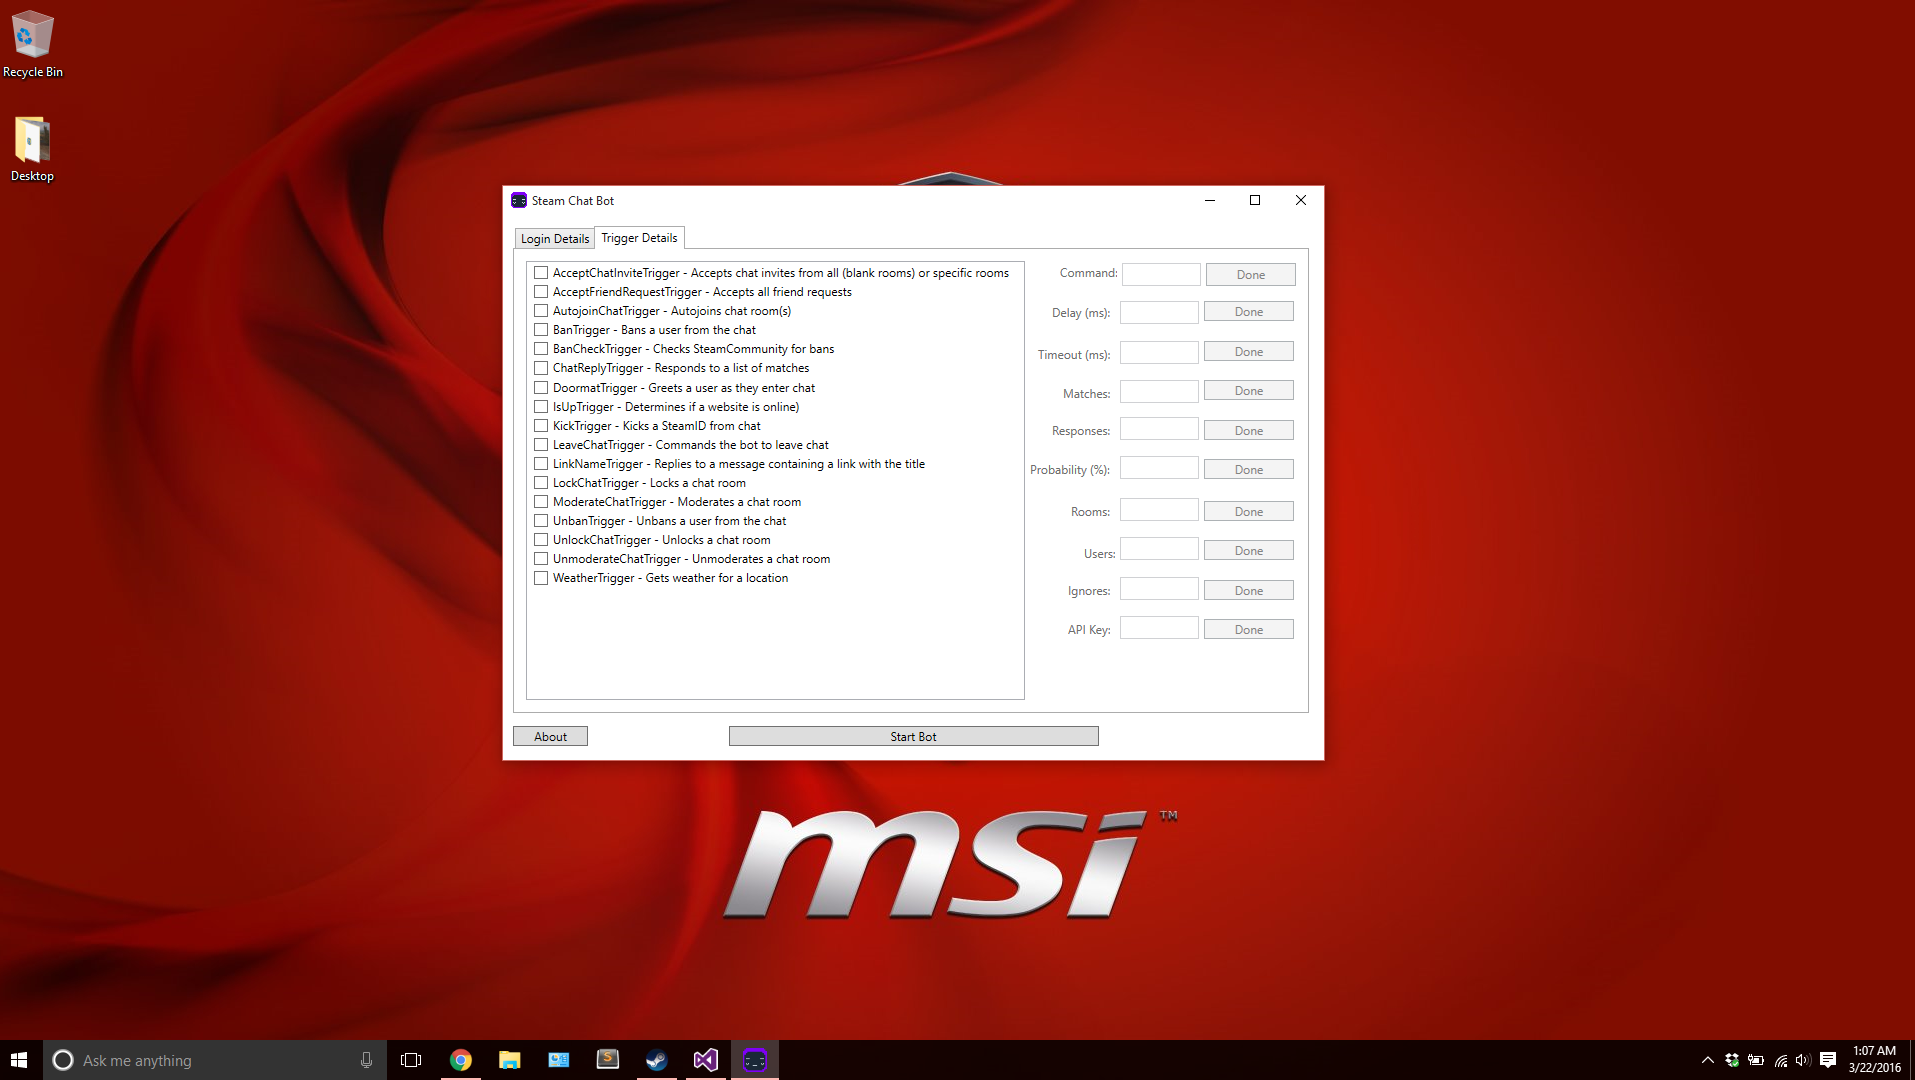 Recycle Bin
Desktop
Steam Chat Bot
Login Details
Trigger Details
AcceptChatInviteTrigger - Accepts chat invites from all (blank rooms) or specific rooms
AcceptFriendRequestTrigger - Accepts all friend requests
AutojoinChatTrigger - Autojoins chat room(s)
BanTrigger - Bans a user from the chat
BanCheckTrigger - Checks SteamCommunity for bans
ChatReplyTrigger - Responds to a list of matches
DoormatTrigger - Greets a user as they enter chat
IsUpTrigger - Determines if a website is online)
KickTrigger - Kicks a SteamID from chat
LeaveChatTrigger - Commands the bot to leave chat
LinkNameTrigger - Replies to a message containing a link with the title
LockChatTrigger - Locks a chat room
ModerateChatTrigger - Moderates a chat room
UnbanTrigger - Unbans a user from the chat
UnlockChatTrigger - Unlocks a chat room
UnmoderateChatTrigger - Unmoderates a chat room
WeatherTrigger - Gets weather for a location
Command: Done
Delay (ms): Done
Timeout (ms): Done
Matches: Done
Responses: Done
Probability (%): Done
Rooms: Done
Users: Done
Ignores: Done
API Key: Done
About
Start Bot
msi TM
Ask me anything
1:07 AM
3/22/2016